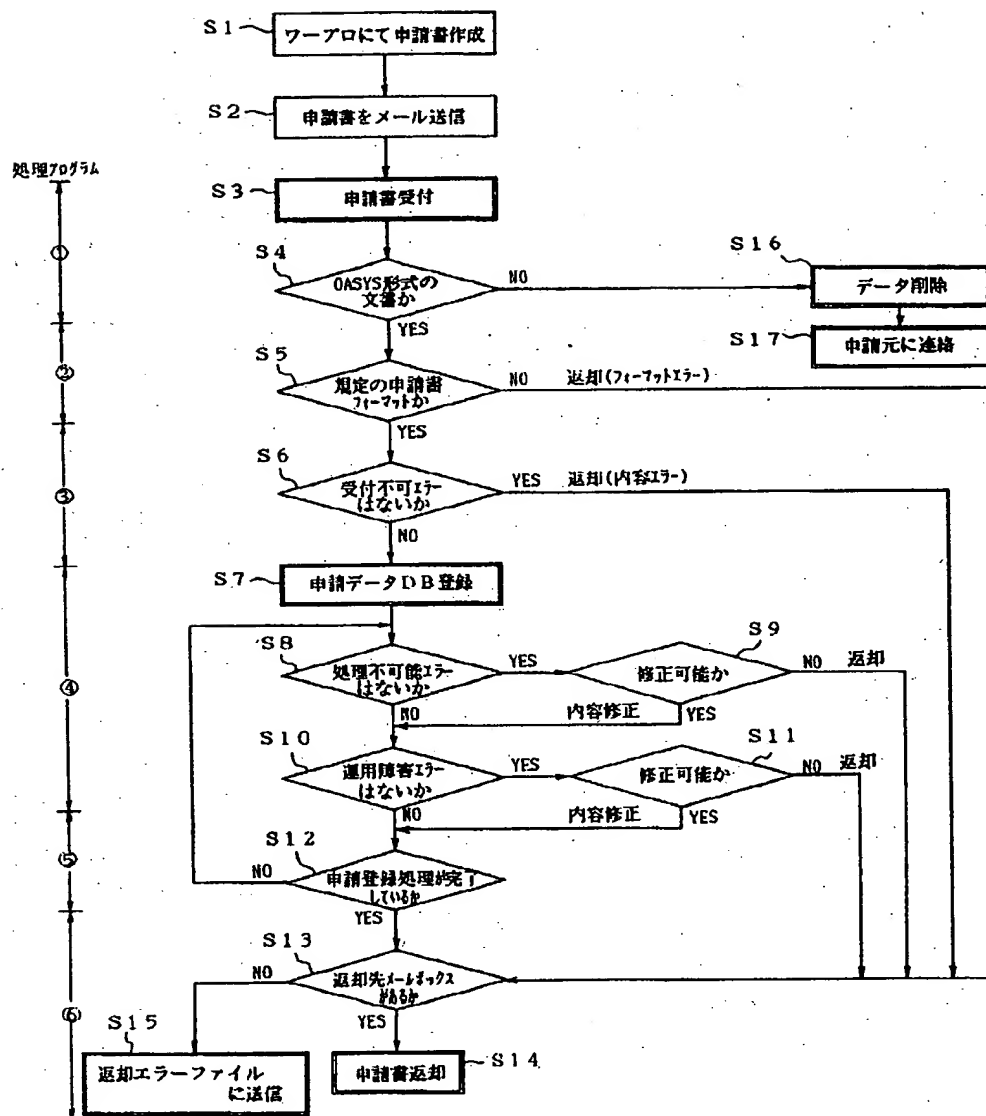 S1
ワープロにて申請書作成
S2
申請書をメール送信
処理プログラム
S3
申請書受付
①
S4
OASYS形式の
文書か
NO
YES
S16
データ削除
S17
申請元に連絡
②
S5
規定の申請書
フォーマットか
NO
返却(フォーマットエラー)
YES
③
S6
受付不可エラー
はないか
YES
返却(内容エラー)
NO
S7
申請データDB登録
④
S8
処理不可能エラー
はないか
YES
NO
S9
修正可能か
NO
返却
YES
内容修正
S10
運用障害エラー
はないか
YES
NO
S11
修正可能か
NO
返却
YES
内容修正
⑤
S12
申請登録処理が完了
しているか
NO
YES
⑥
S13
返却先メールボックス
があるか
NO
YES
S15
返却エラーファイル
に送信
S14
申請書返却